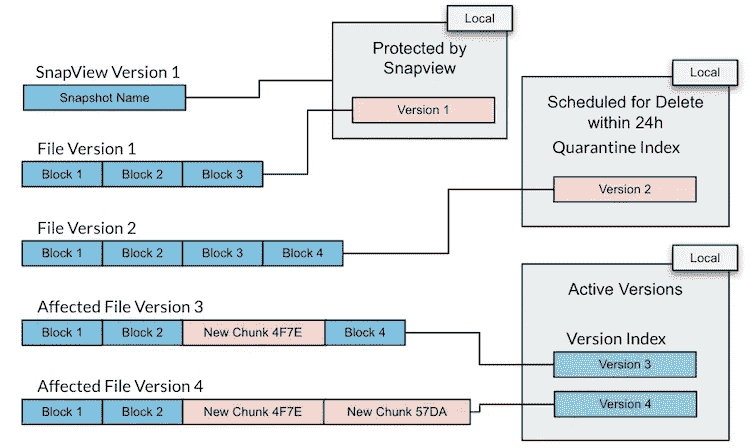 Local
Protected by
Snapview
SnapView Version 1
Snapshot Name
Version 1
Local
Scheduled for Delete
within 24h
Quarantine Index
Version 2
File Version 1
Block 1 Block 2 Block 3
File Version 2
Block 1 Block 2 Block 3 Block 4
Local
Active Versions
Version Index
Version 3
Version 4
Affected File Version 3
Block 1 Block 2 New Chunk 4F7E Block 4
Affected File Version 4
Block 1 Block 2 New Chunk 4F7E New Chunk 57DA